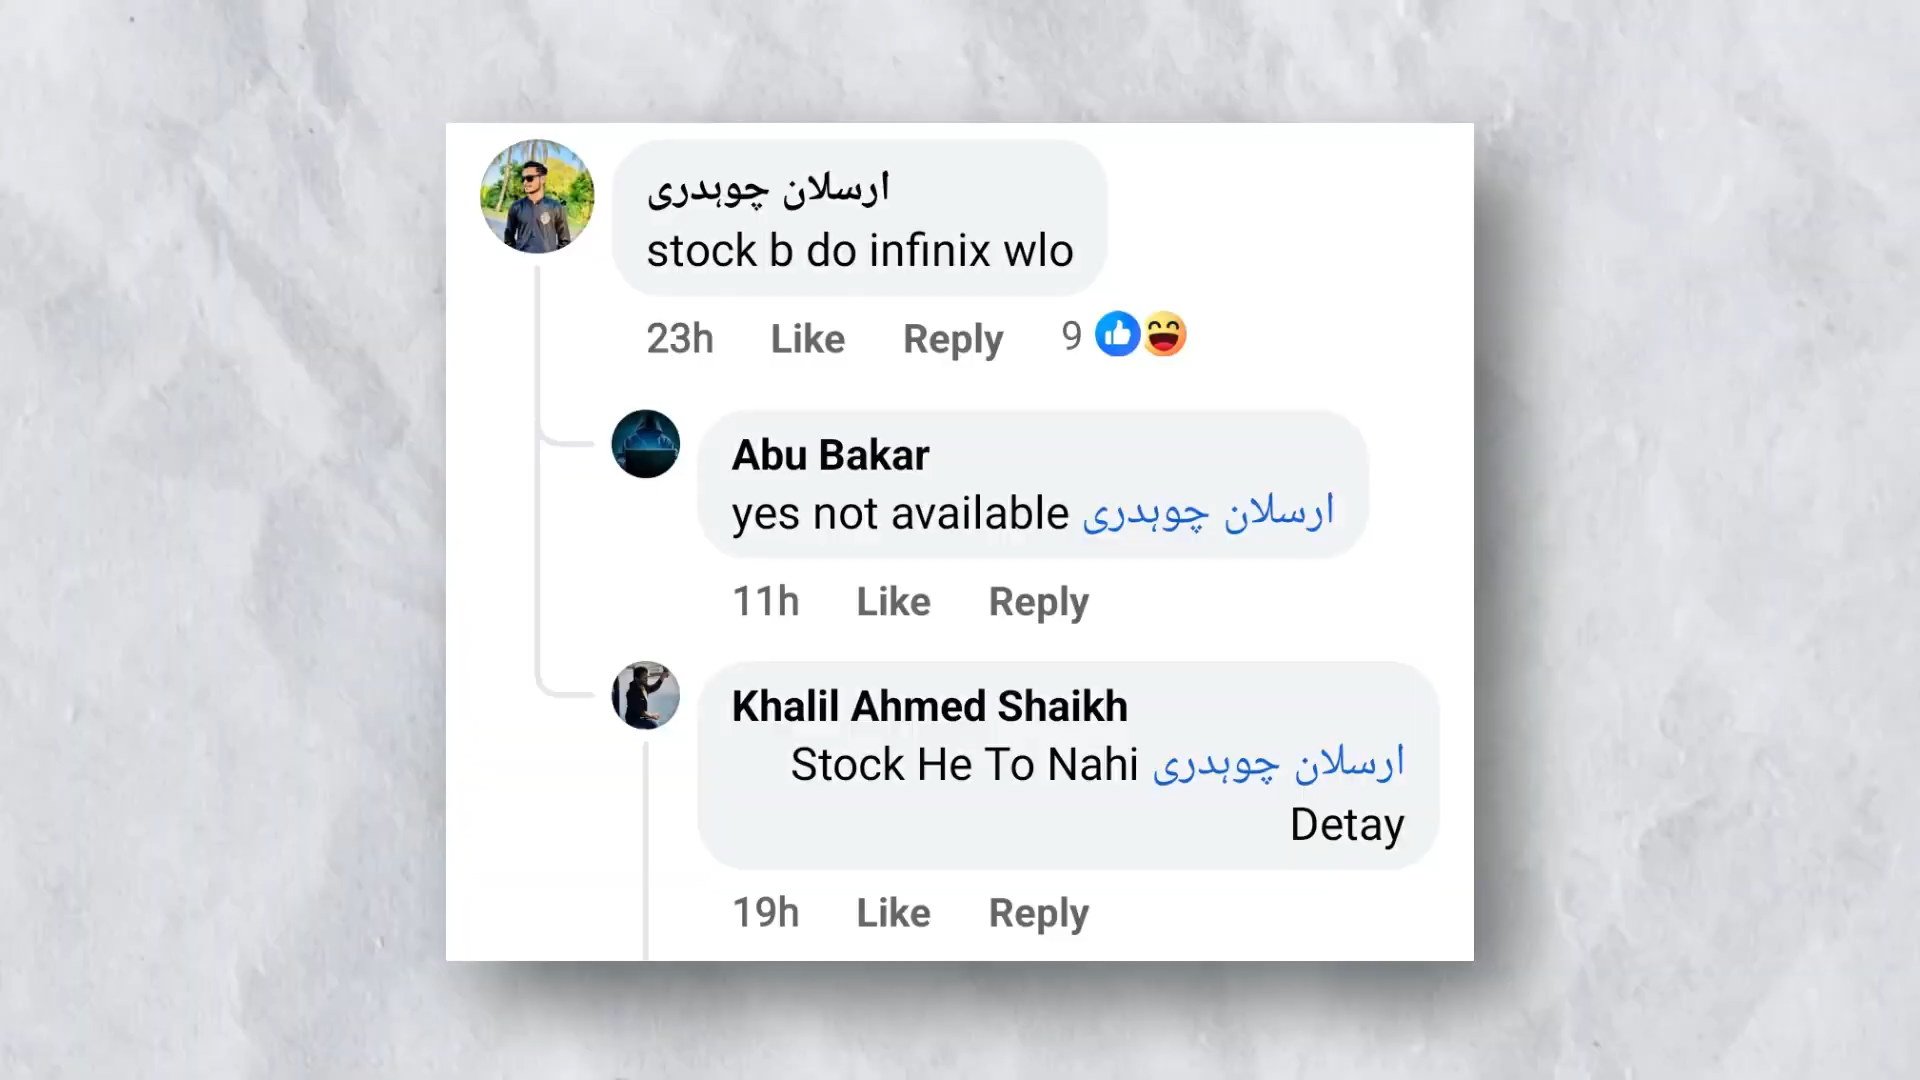 ارسلان چوہدری
stock b do infinix wlo
23h Like Reply 9
Abu Bakar
yes not available ارسلان چوہدری
11h Like Reply
Khalil Ahmed Shaikh
Stock He To Nahi ارسلان چوہدری
Detay
19h Like Reply